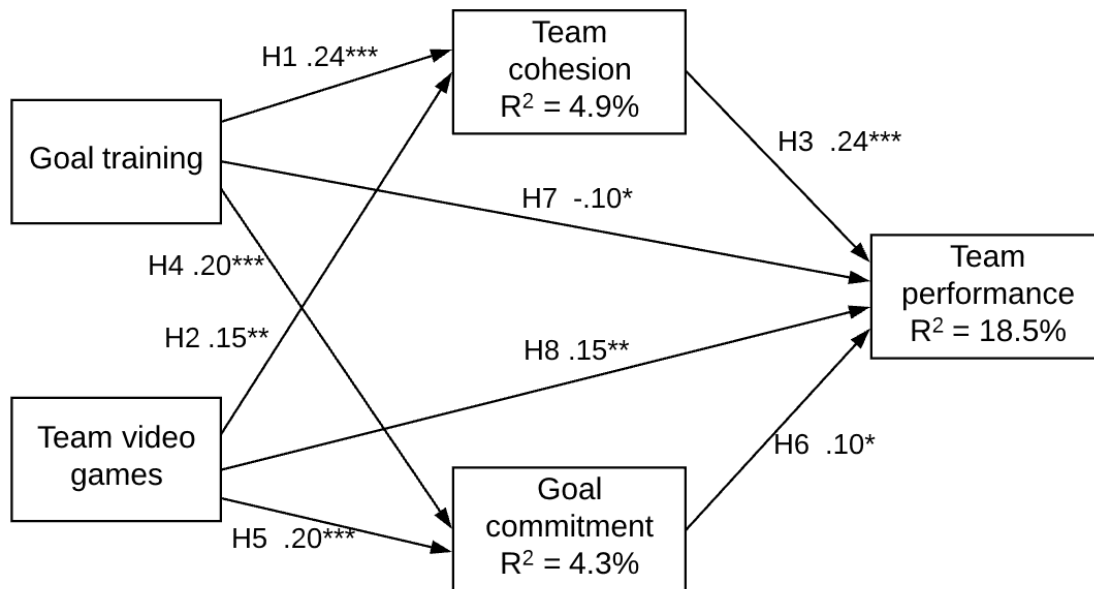 Team
cohesion
R² = 4.9%
H1 .24***
Goal training
H3 .24***
H7 -.10*
H4 .20***
Team
performance
R² = 18.5%
H2 .15**
H8 .15**
Team video
games
H6 .10*
Goal
commitment
R² = 4.3%
H5 .20***